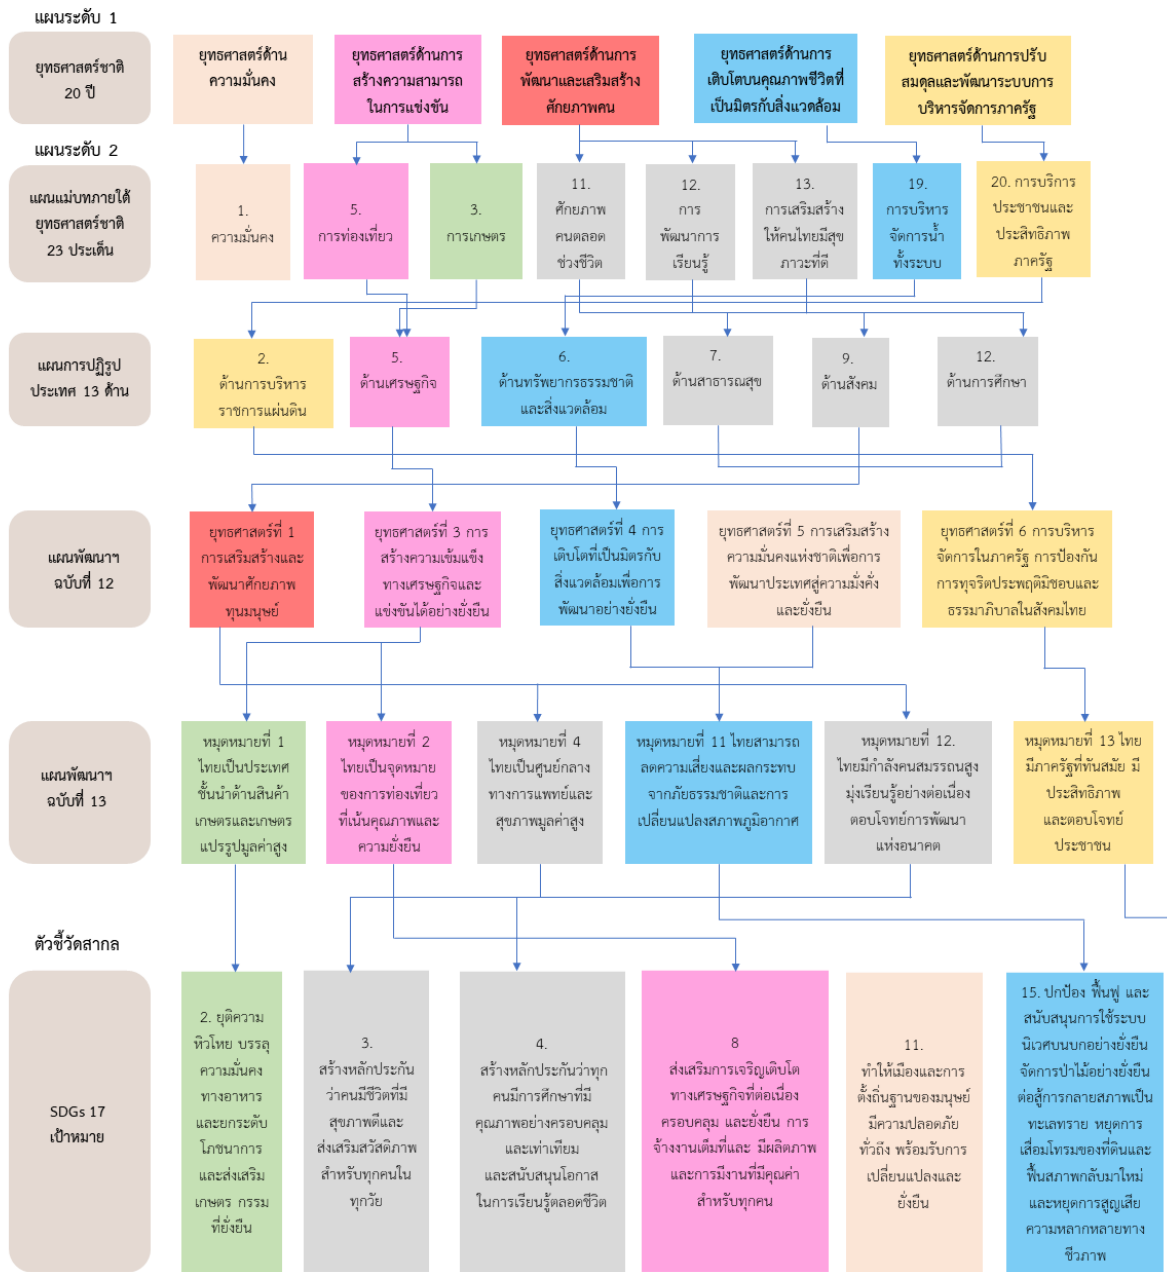 แผนระดับ 1
ยุทธศาสตร์ชาติ
20 ปี
ยุทธศาสตร์ด้าน
ความมั่นคง
ยุทธศาสตร์ด้านการ
สร้างความสามารถ
ในการแข่งขัน
ยุทธศาสตร์ด้านการ
พัฒนาและเสริมสร้าง
ศักยภาพคน
ยุทธศาสตร์ด้านการ
เติบโตบนคุณภาพชีวิตที่
เป็นมิตรกับสิ่งแวดล้อม
ยุทธศาสตร์ด้านการปรับ
สมดุลและพัฒนาระบบการ
บริหารจัดการภาครัฐ
แผนระดับ 2
แผนแม่บทภายใต้
ยุทธศาสตร์ชาติ
23 ประเด็น
1.
ความมั่นคง
5.
การท่องเที่ยว
3.
การเกษตร
11.
ศักยภาพ
คนตลอด
ช่วงชีวิต
12.
การ
พัฒนาการ
เรียนรู้
13.
การเสริมสร้าง
ให้คนไทยมีสุข
ภาวะที่ดี
19.
การบริหาร
จัดการน้ำ
ทั้งระบบ
20. การบริการ
ประชาชนและ
ประสิทธิภาพ
ภาครัฐ
แผนการปฏิรูป
ประเทศ 13 ด้าน
2.
ด้านการบริหาร
ราชการแผ่นดิน
5.
ด้านเศรษฐกิจ
6.
ด้านทรัพยากรธรรมชาติ
และสิ่งแวดล้อม
7.
ด้านสาธารณสุข
9.
ด้านสังคม
12.
ด้านการศึกษา
แผนพัฒนาฯ
ฉบับที่ 12
ยุทธศาสตร์ที่ 1
การเสริมสร้างและ
พัฒนาศักยภาพ
ทุนมนุษย์
ยุทธศาสตร์ที่ 3 การ
สร้างความเข้มแข็ง
ทางเศรษฐกิจและ
แข่งขันได้อย่างยั่งยืน
ยุทธศาสตร์ที่ 4 การ
เติบโตที่เป็นมิตรกับ
สิ่งแวดล้อมเพื่อการ
พัฒนาอย่างยั่งยืน
ยุทธศาสตร์ที่ 5 การเสริมสร้าง
ความมั่นคงแห่งชาติเพื่อการ
พัฒนาประเทศสู่ความมั่งคั่ง
และยั่งยืน
ยุทธศาสตร์ที่ 6 การบริหาร
จัดการในภาครัฐ การป้องกัน
การทุจริตประพฤติมิชอบและ
ธรรมาภิบาลในสังคมไทย
แผนพัฒนาฯ
ฉบับที่ 13
หมุดหมายที่ 1
ไทยเป็นประเทศ
ชั้นนำด้านสินค้า
เกษตรและเกษตร
แปรรูปมูลค่าสูง
หมุดหมายที่ 2
ไทยเป็นจุดหมาย
ของการท่องเที่ยว
ที่เน้นคุณภาพและ
ความยั่งยืน
หมุดหมายที่ 4
ไทยเป็นศูนย์กลาง
ทางการแพทย์และ
สุขภาพมูลค่าสูง
หมุดหมายที่ 11 ไทยสามารถ
ลดความเสี่ยงและผลกระทบ
จากภัยธรรมชาติและการ
เปลี่ยนแปลงสภาพภูมิอากาศ
หมุดหมายที่ 12.
ไทยมีกำลังคนสมรรถนสูง
มุ่งเรียนรู้อย่างต่อเนื่อง
ตอบโจทย์การพัฒนา
แห่งอนาคต
หมุดหมายที่ 13 ไทย
มีภาครัฐที่ทันสมัย มี
ประสิทธิภาพ
และตอบโจทย์
ประชาชน
ตัวชี้วัดสากล
SDGs 17
เป้าหมาย
2. ยุติความ
หิวโหย บรรลุ
ความมั่นคง
ทางอาหาร
และยกระดับ
โภชนาการ
และส่งเสริม
เกษตร กรรม
ที่ยั่งยืน
3.
สร้างหลักประกัน
ว่าคนมีชีวิตที่มี
สุขภาพดีและ
ส่งเสริมสวัสดิภาพ
สำหรับทุกคนใน
ทุกวัย
4.
สร้างหลักประกันว่าทุก
คนมีการศึกษาที่มี
คุณภาพอย่างครอบคลุม
และเท่าเทียม
และสนับสนุนโอกาส
ในการเรียนรู้ตลอดชีวิต
8
ส่งเสริมการเจริญเติบโต
ทางเศรษฐกิจที่ต่อเนื่อง
ครอบคลุม และยั่งยืน การ
จ้างงานเต็มที่และ มีผลิตภาพ
และการมีงานที่มีคุณค่า
สำหรับทุกคน
11.
ทำให้เมืองและการ
ตั้งถิ่นฐานของมนุษย์
มีความปลอดภัย
ทั่วถึง พร้อมรับการ
เปลี่ยนแปลงและ
ยั่งยืน
15. ปกป้อง ฟื้นฟู และ
สนับสนุนการใช้ระบบ
นิเวศบนบกอย่างยั่งยืน
จัดการป่าไม้อย่างยั่งยืน
ต่อสู้การกลายสภาพเป็น
ทะเลทราย หยุดการ
เสื่อมโทรมของที่ดินและ
ฟื้นสภาพกลับมาใหม่
และหยุดการสูญเสีย
ความหลากหลายทาง
ชีวภาพ